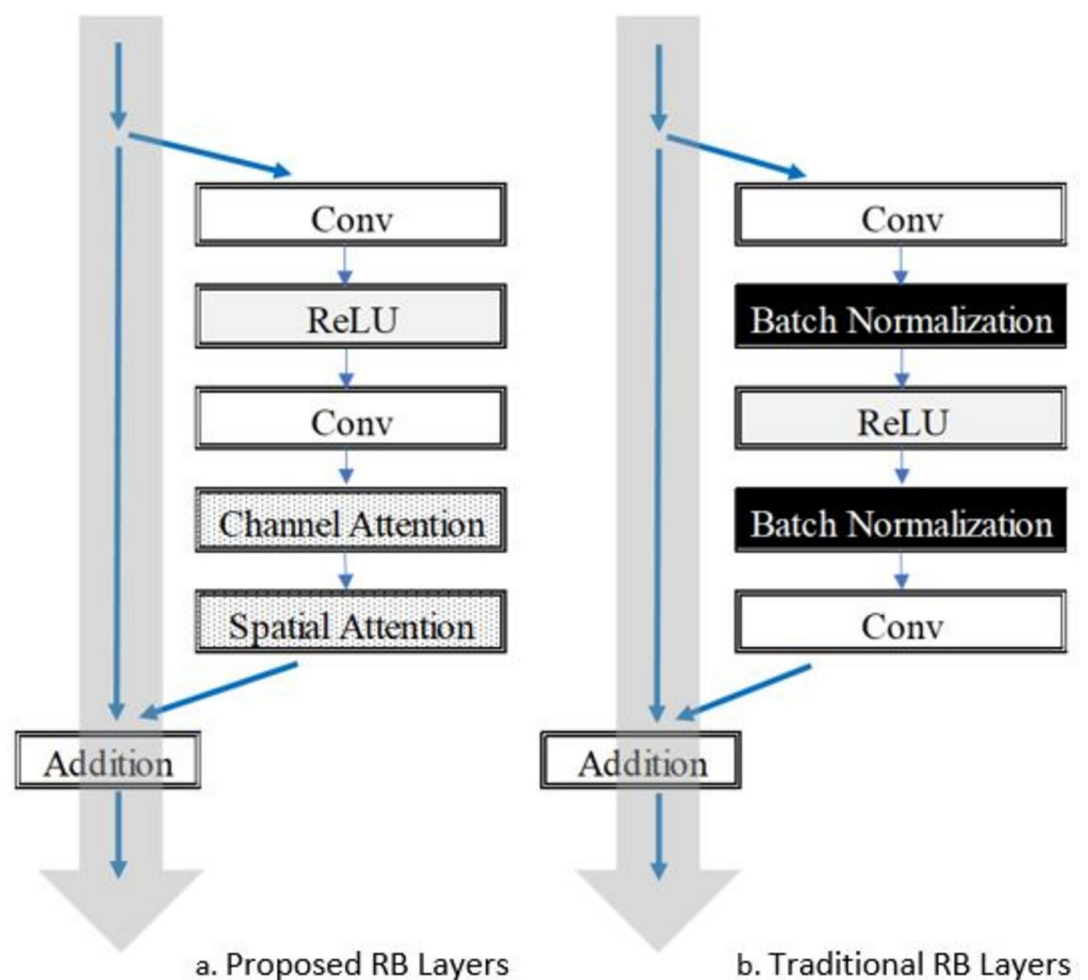 Conv
ReLU
Conv
Channel Attention
Spatial Attention
Addition
a. Proposed RB Layers
Conv
Batch Normalization
ReLU
Batch Normalization
Conv
Addition
b. Traditional RB Layers